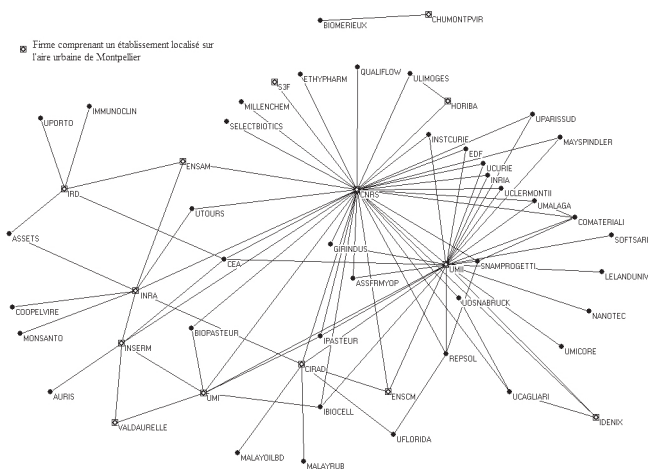 BIOMERIEUX
CHUMONTPVIR
Firme comprenant un établissement localisé sur
l'aire urbaine de Montpellier
S3F
ETHYPHARM
QUALIFLOW
ULIMOGES
HORIBA
MILLENCHEM
SELECTBIOTICS
IMMUNOCLIN
UPORTO
UPARISSUD
INSTCURIE
MAYSPINDLER
EDF
UCURIE
INRIA
ENSAM
IRD
CNRS
UCLERMONTII
UMALAGA
UTOURS
COMATERIALI
ASSETS
SOFTSARL
GIRINDUS
CEA
UMII
SNAMPROGETTI
LELANDUNIV
ASSFRMYOP
INRA
UOSNABRUCK
COOPELVIRE
NANOTEC
MONSANTO
BIOPASTEUR
IPASTEUR
INSERM
UMICORE
REPSOL
CIRAD
AURIS
UMI
ENSCM
UCAGLIARI
IBIOCELL
VALDAURELLE
IDENIX
UFLORIDA
MALAYOILBD
MALAYRUB